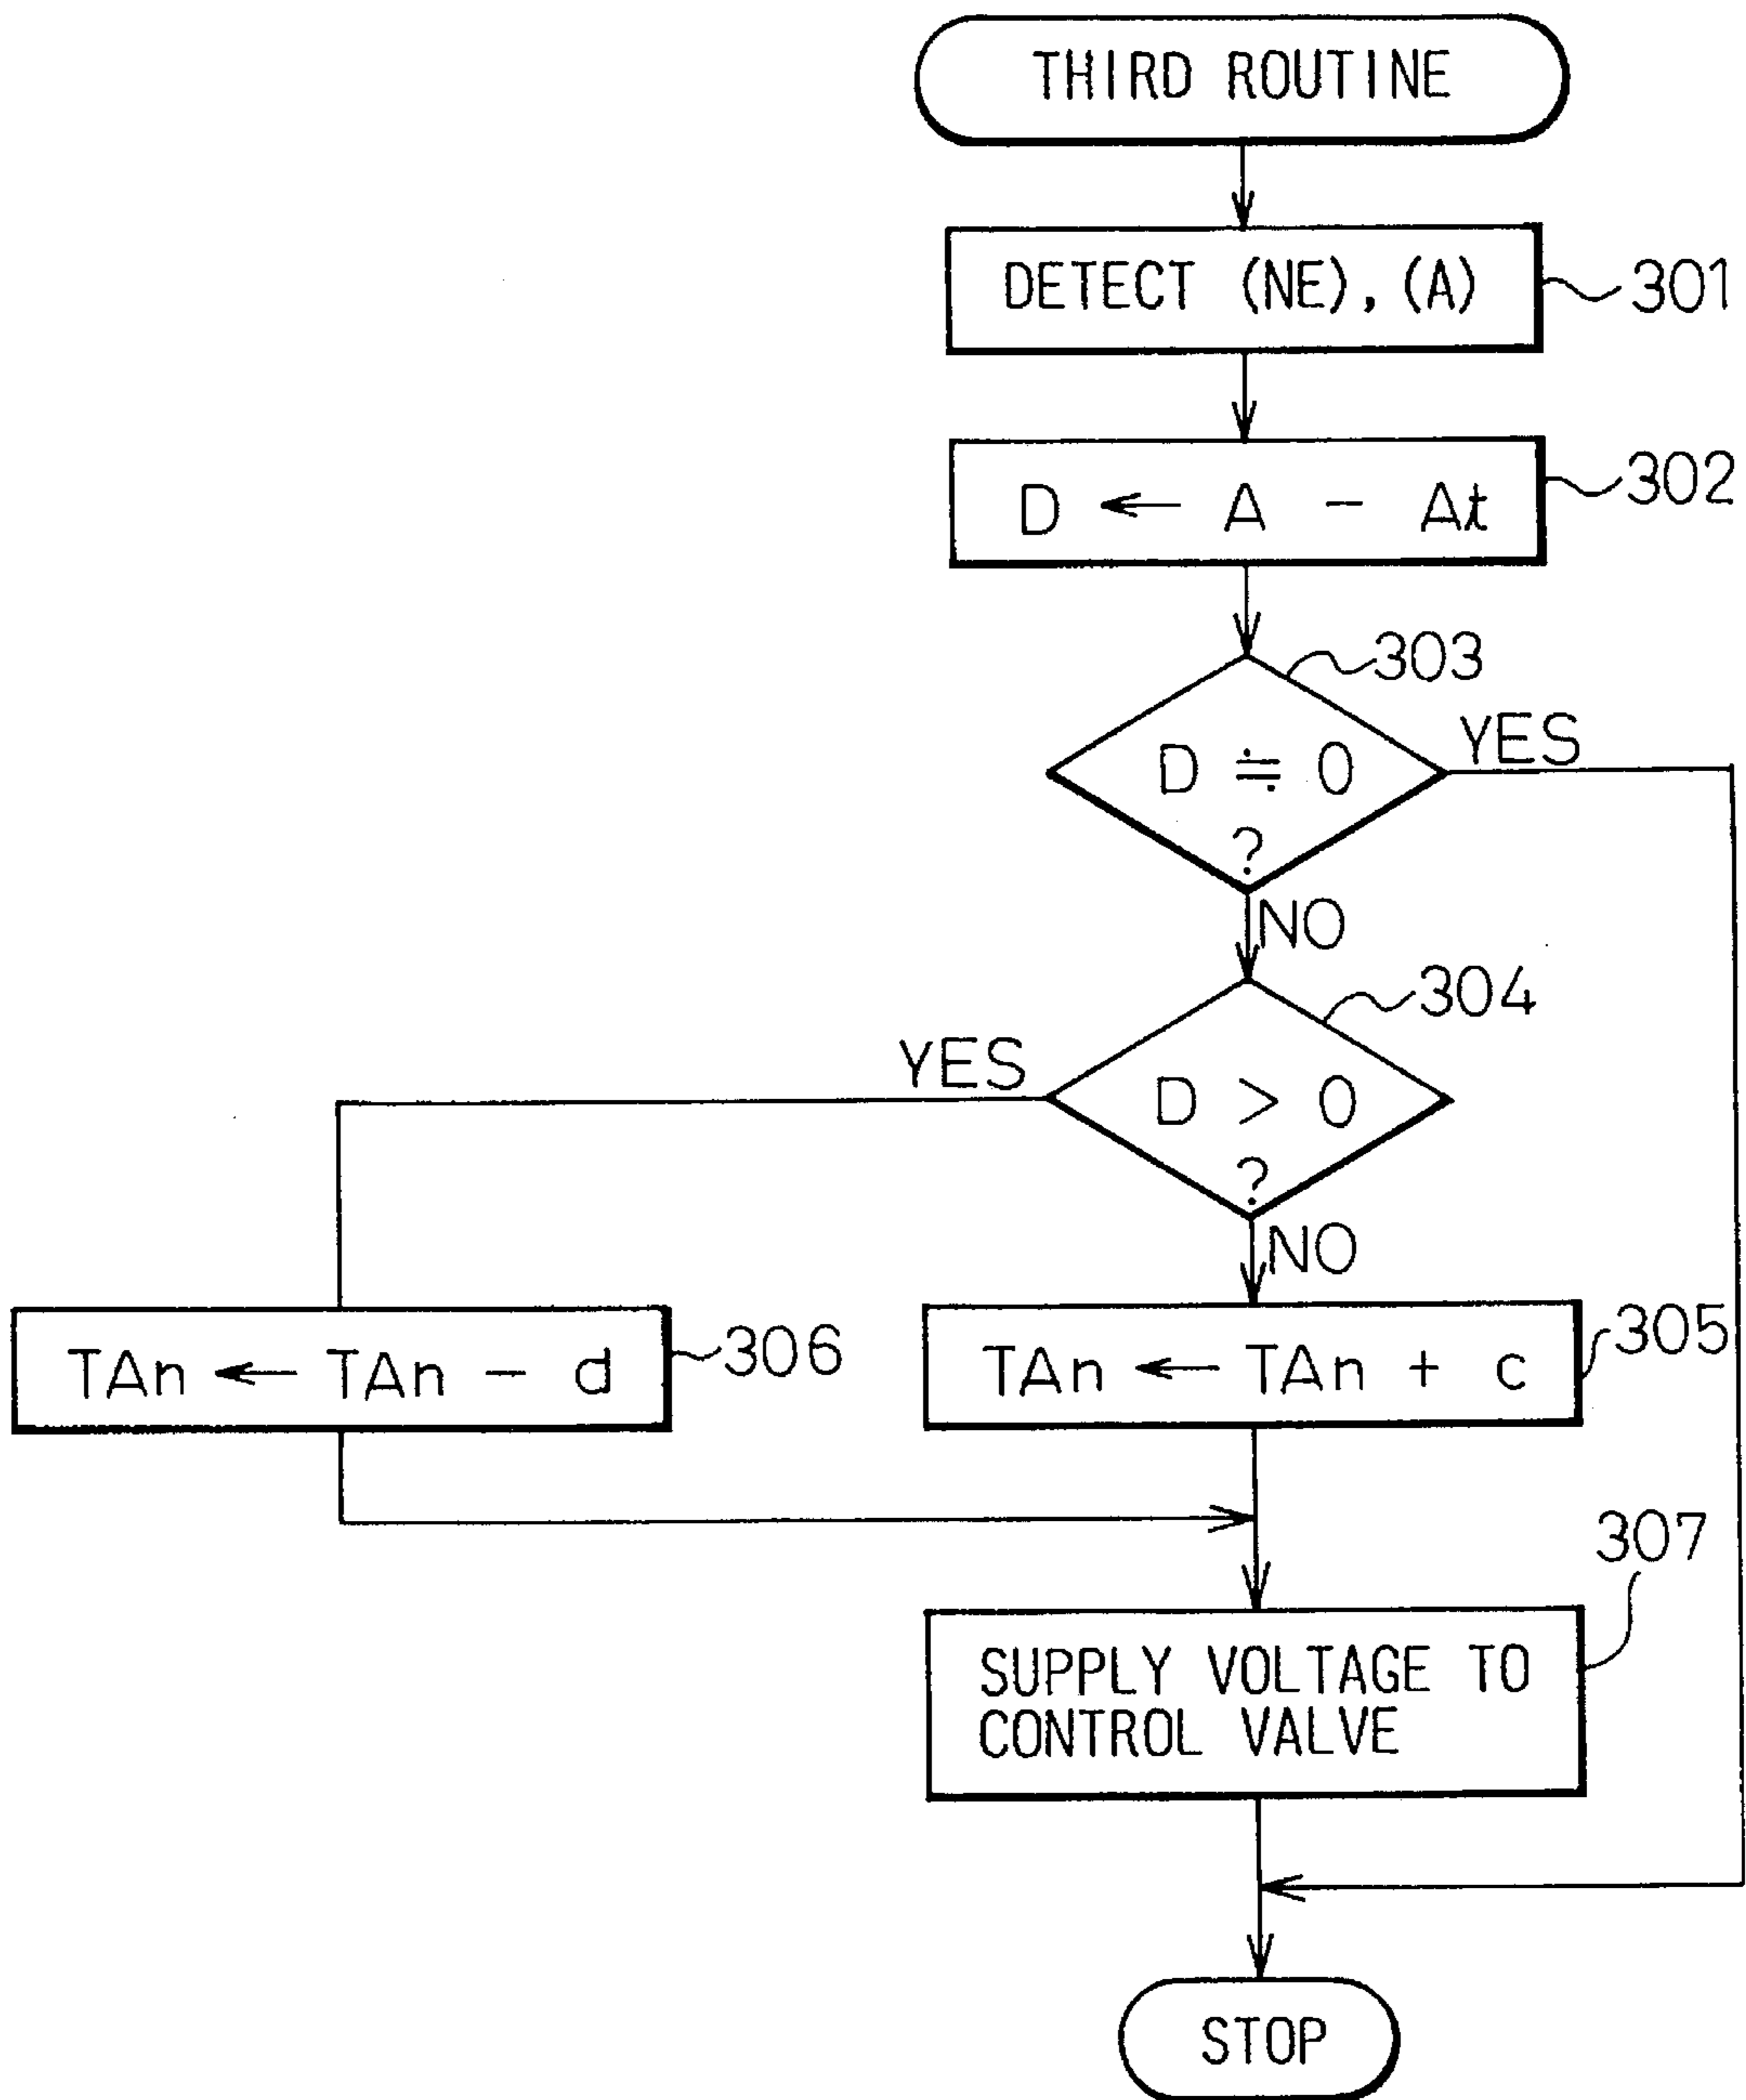 THIRD ROUTINE
DETECT (NE), (A)
301
D ← A - At
302
303
D ≒ 0
?
YES
NO
304
YES
D > 0
?
NO
TAn ← TAn - d
306
TAn ← TAn + c
305
307
SUPPLY VOLTAGE TO
CONTROL VALVE
STOP